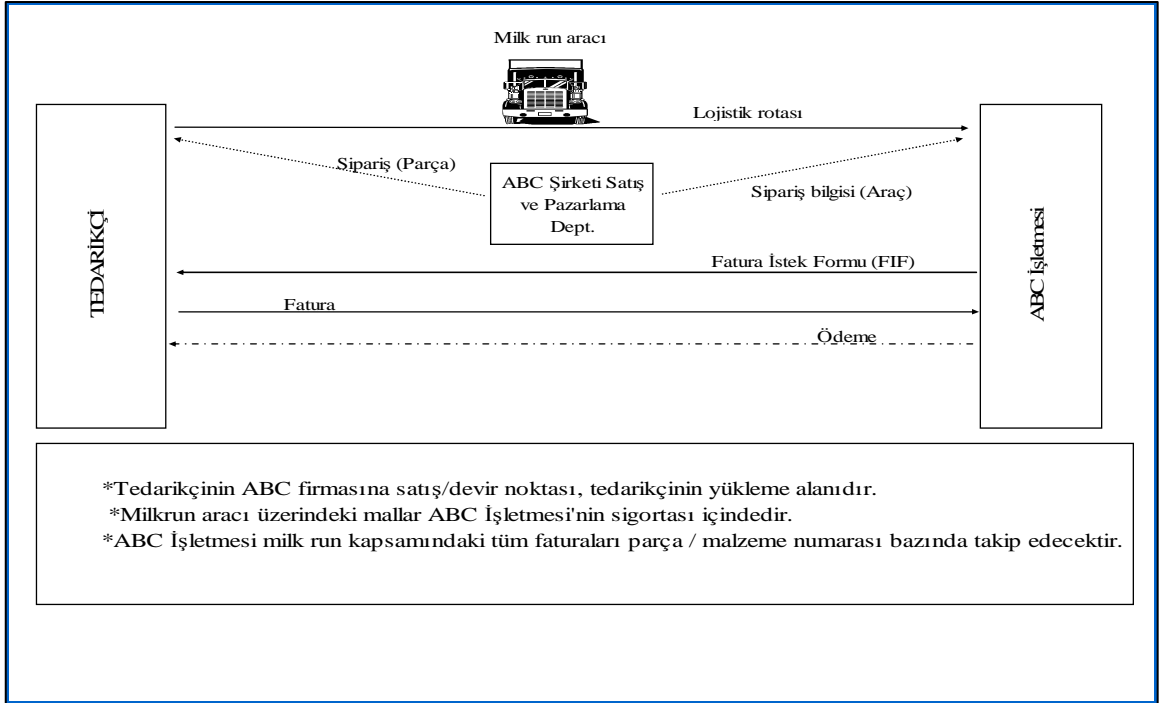 Milk run aracı
Lojistik rotası
Sipariş (Parça)
ABC Şirketi Satış
ve Pazarlama
Dept.
Sipariş bilgisi (Araç)
TEDARİKÇİ
ABC İşletmesi
Fatura İstek Formu (FIF)
Fatura
Ödeme
*Tedarikçinin ABC firmasına satış/devir noktası, tedarikçinin yükleme alanıdır.
*Milkrun aracı üzerindeki mallar ABC İşletmesi'nin sigortası içindedir.
*ABC İşletmesi milk run kapsamındaki tüm faturaları parça / malzeme numarası bazında takip edecektir.